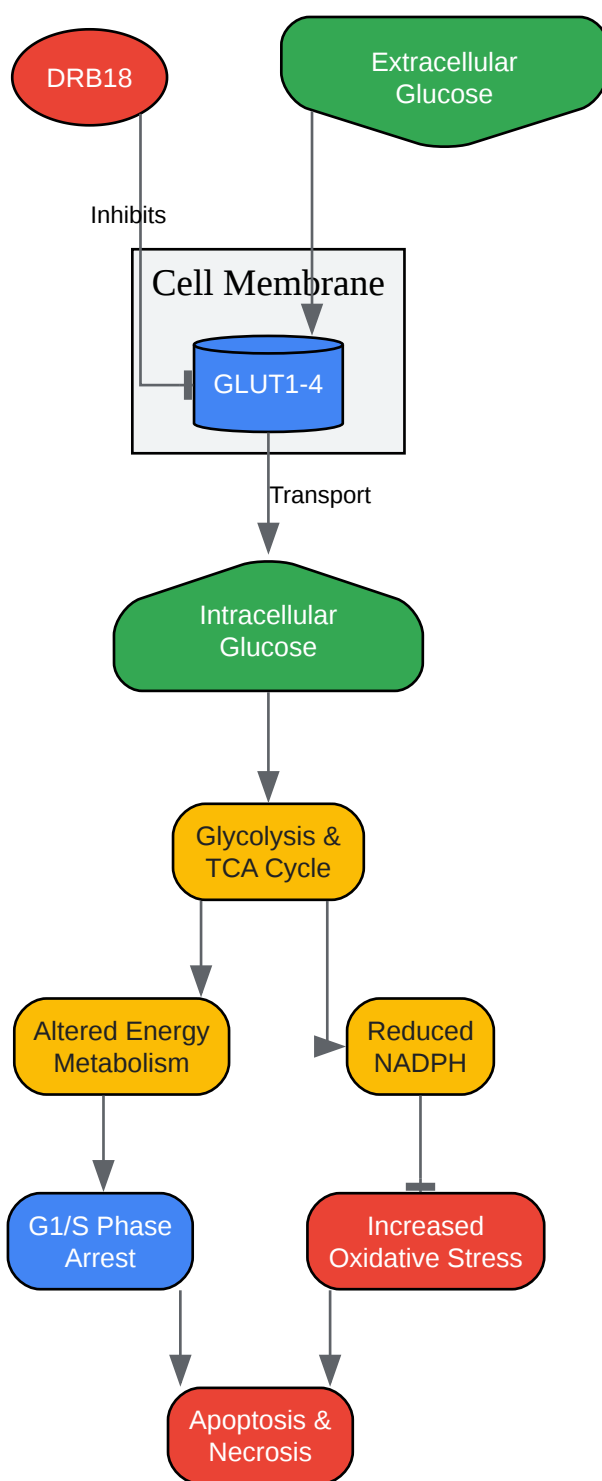 DRB18
Extracellular
Glucose
Inhibits
Cell Membrane
GLUT1-4
Transport
Intracellular
Glucose
Glycolysis &
TCA Cycle
Altered Energy
Metabolism
Reduced
NADPH
G1/S Phase
Arrest
Increased
Oxidative Stress
Apoptosis &
Necrosis